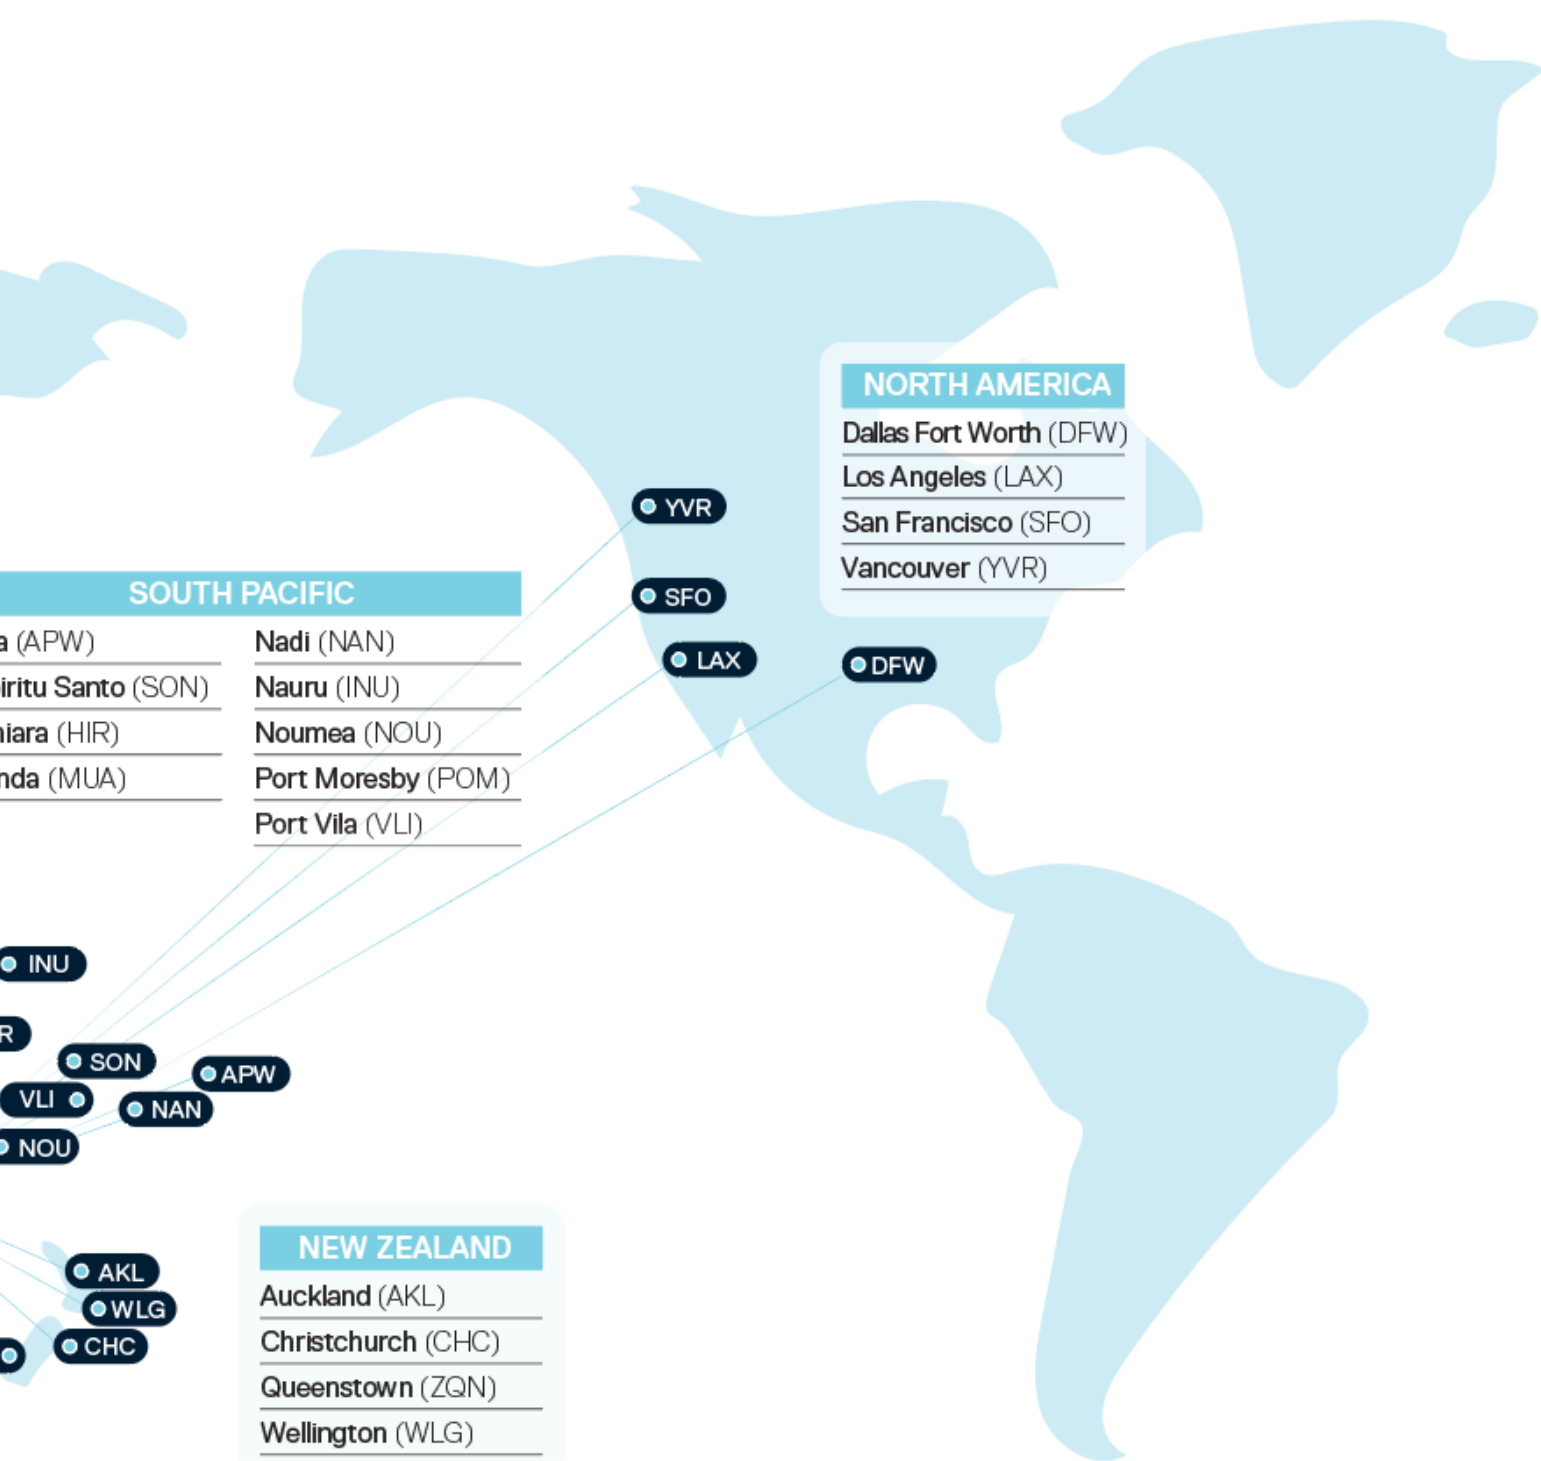 NORTH AMERICA
Dallas Fort Worth (DFW)
Los Angeles (LAX)
San Francisco (SFO)
Vancouver (YVR)
YVR
SFO
LAX
DFW
SOUTH PACIFIC
(APW)
Santo (SON)
(HIR)
(MUA)
Nadi (NAN)
Nauru (INU)
Noumea (NOU)
Port Moresby (POM)
Port Vila (VLI)
INU
SON
APW
VLI
NAN
NOU
AKL
WLG
CHC
NEW ZEALAND
Auckland (AKL)
Christchurch (CHC)
Queenstown (ZQN)
Wellington (WLG)